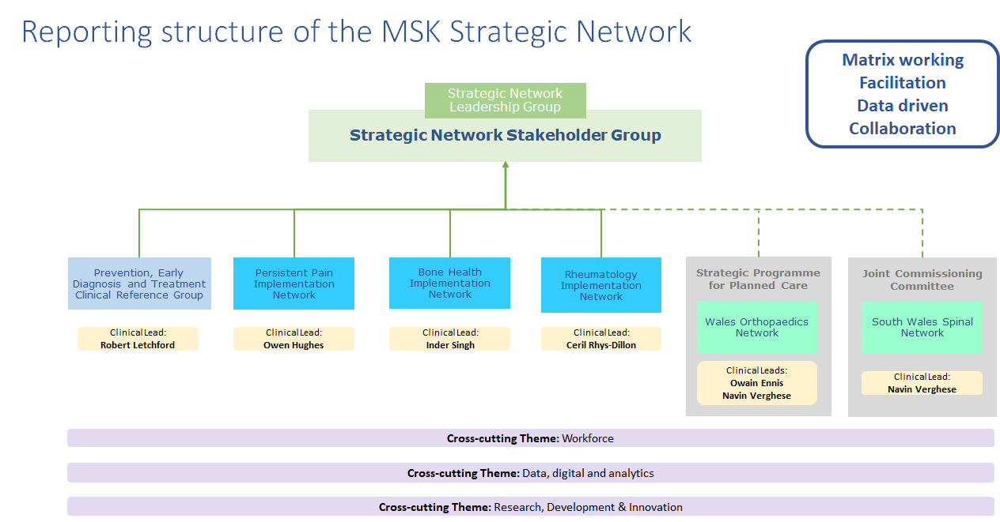 Reporting structure of the MSK Strategic Network
Matrix working
Facilitation
Data driven
Collaboration
Strategic Network
Leadership Group
Strategic Network Stakeholder Group
Prevention, Early
Diagnosis and Treatment
Clinical Reference Group
Clinical Lead:
Robert Letchford
Persistent Pain
Implementation
Network
Clinical Lead:
Owen Hughes
Bone Health
Implementation
Network
Clinical Lead:
Inder Singh
Rheumatology
Implementation
Network
Clinical Lead:
Ceril Rhys-Dillon
Strategic Programme
for Planned Care
Wales Orthopaedics
Network
Clinical Leads:
Owain Ennis
Navin Verghese
Joint Commissioning
Committee
South Wales Spinal
Network
Clinical Lead:
Navin Verghese
Cross-cutting Theme: Workforce
Cross-cutting Theme: Data, digital and analytics
Cross-cutting Theme: Research, Development & Innovation